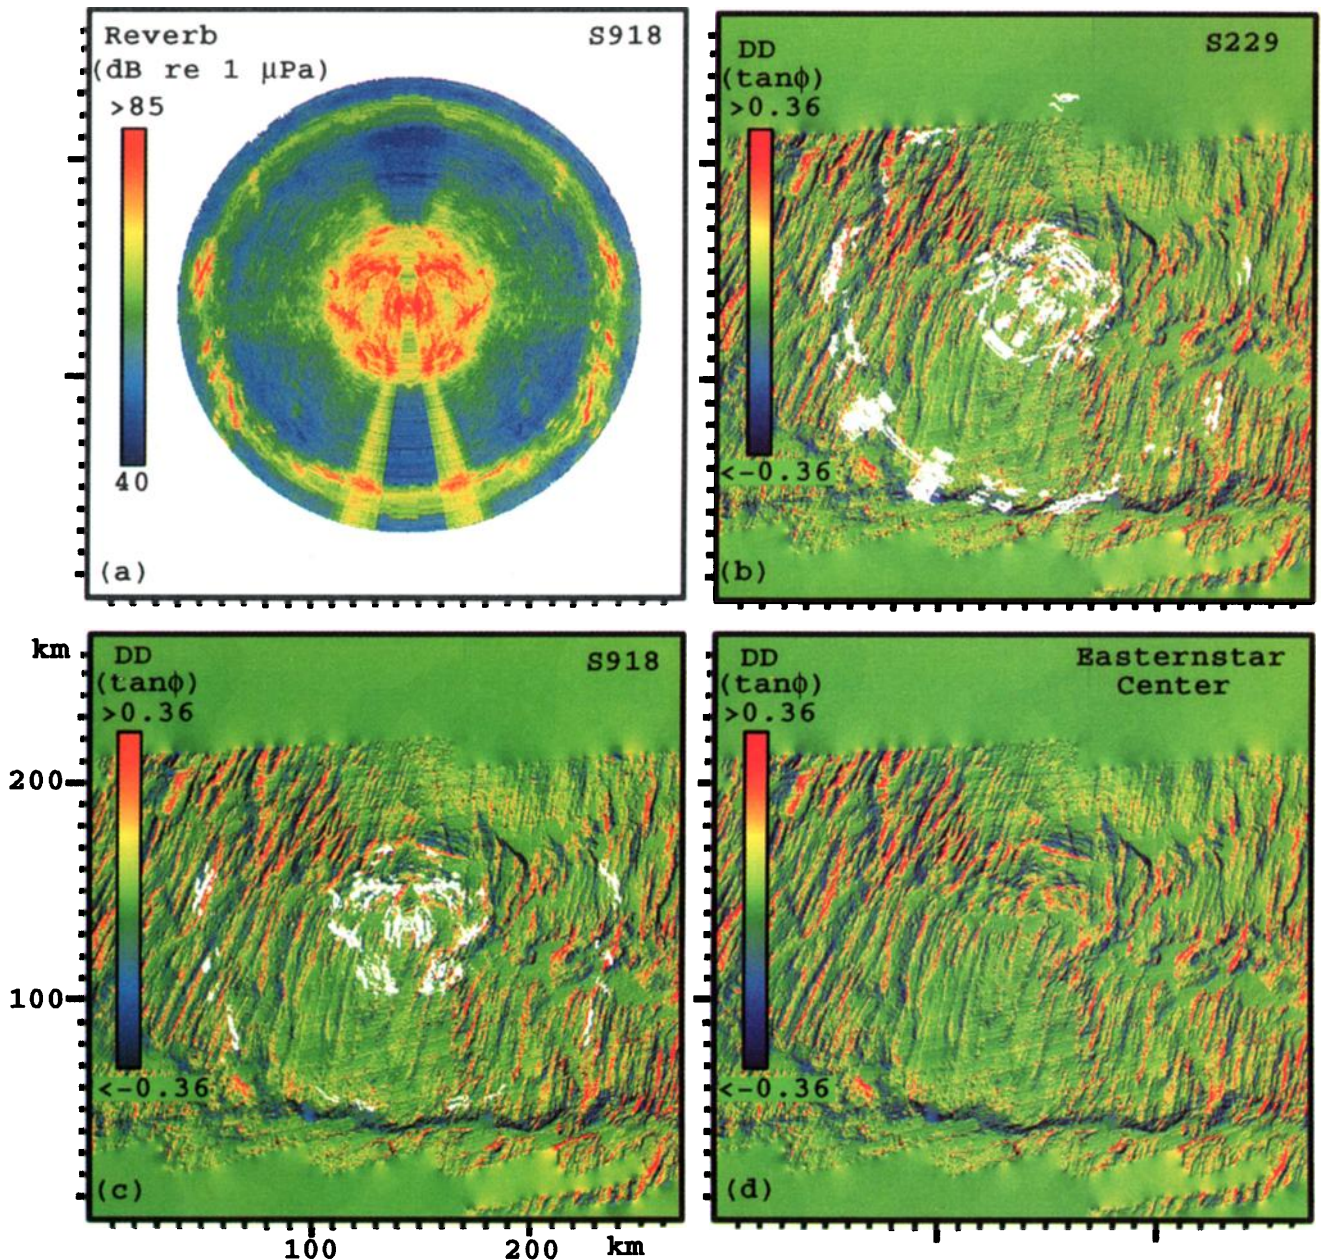 Reverb
S918
(dB re 1 µPa)
>85
40
(a)
DD
S229
(tanϕ)
>0.36
<-0.36
(b)
km
DD
S918
(tanϕ)
>0.36
200
100
<-0.36
(c)
100
200
km
DD
Easternstar
Center
(tanϕ)
>0.36
<-0.36
(d)